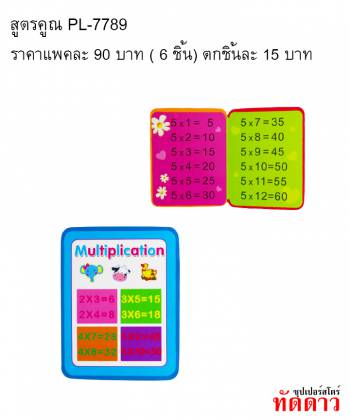 สูตรคูณ PL-7789
ราคาแพคละ 90 บาท ( 6 ชิ้น) ตกชิ้นละ 15 บาท
5x1= 5
5x2=10
5x3=15
5x4=20
5x5=25
5x6=30
5x7=35
5x8=40
5x9=45
5x10=50
5x11=55
5x12=60
Multiplication
2X3=6
2X4=8
3X5=15
3X6=18
4X7=28
4X8=32
ซุปเปอร์สโตร์
ทัดดาว